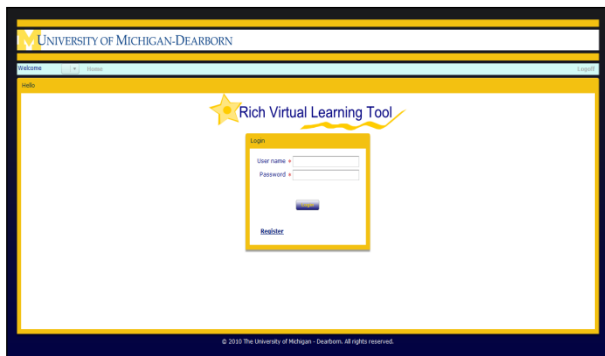 UNIVERSITY OF MICHIGAN-DEARBORN
Welcome Home Logoff
Hello
Rich Virtual Learning Tool
Login
User name *
Password *
Login
Register
© 2010 The University of Michigan - Dearborn. All rights reserved.